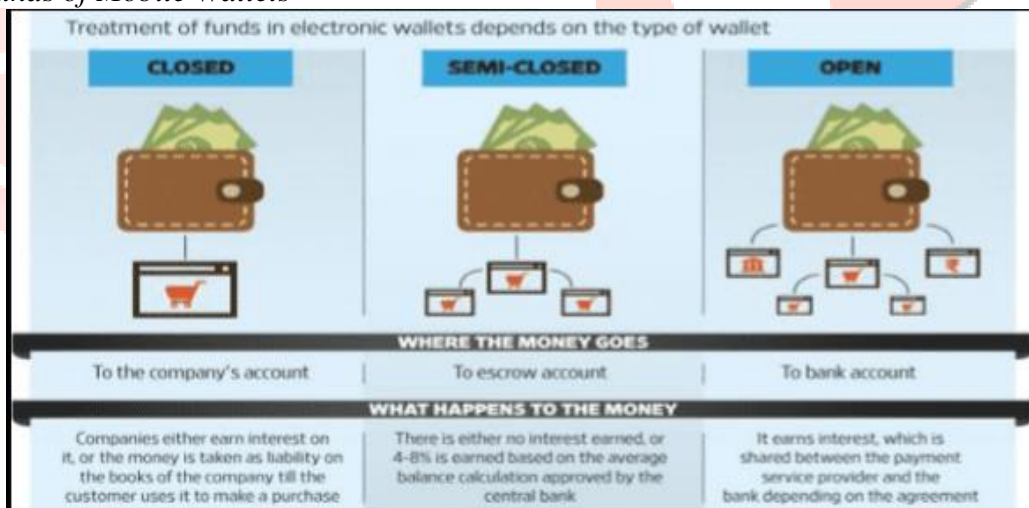 Kinds of Mobile Wallets
Treatment of funds in electronic wallets depends on the type of wallet
CLOSED
SEMI-CLOSED
OPEN
WHERE THE MONEY GOES
To the company's account
To escrow account
To bank account
WHAT HAPPENS TO THE MONEY
Companies either earn interest on
it, or the money is taken as liability on
the books of the company till the
customer uses it to make a purchase
There is either no interest earned, or
4-8% is earned based on the average
balance calculation approved by the
central bank
It earns interest, which is
shared between the payment
service provider and the
bank depending on the agreement